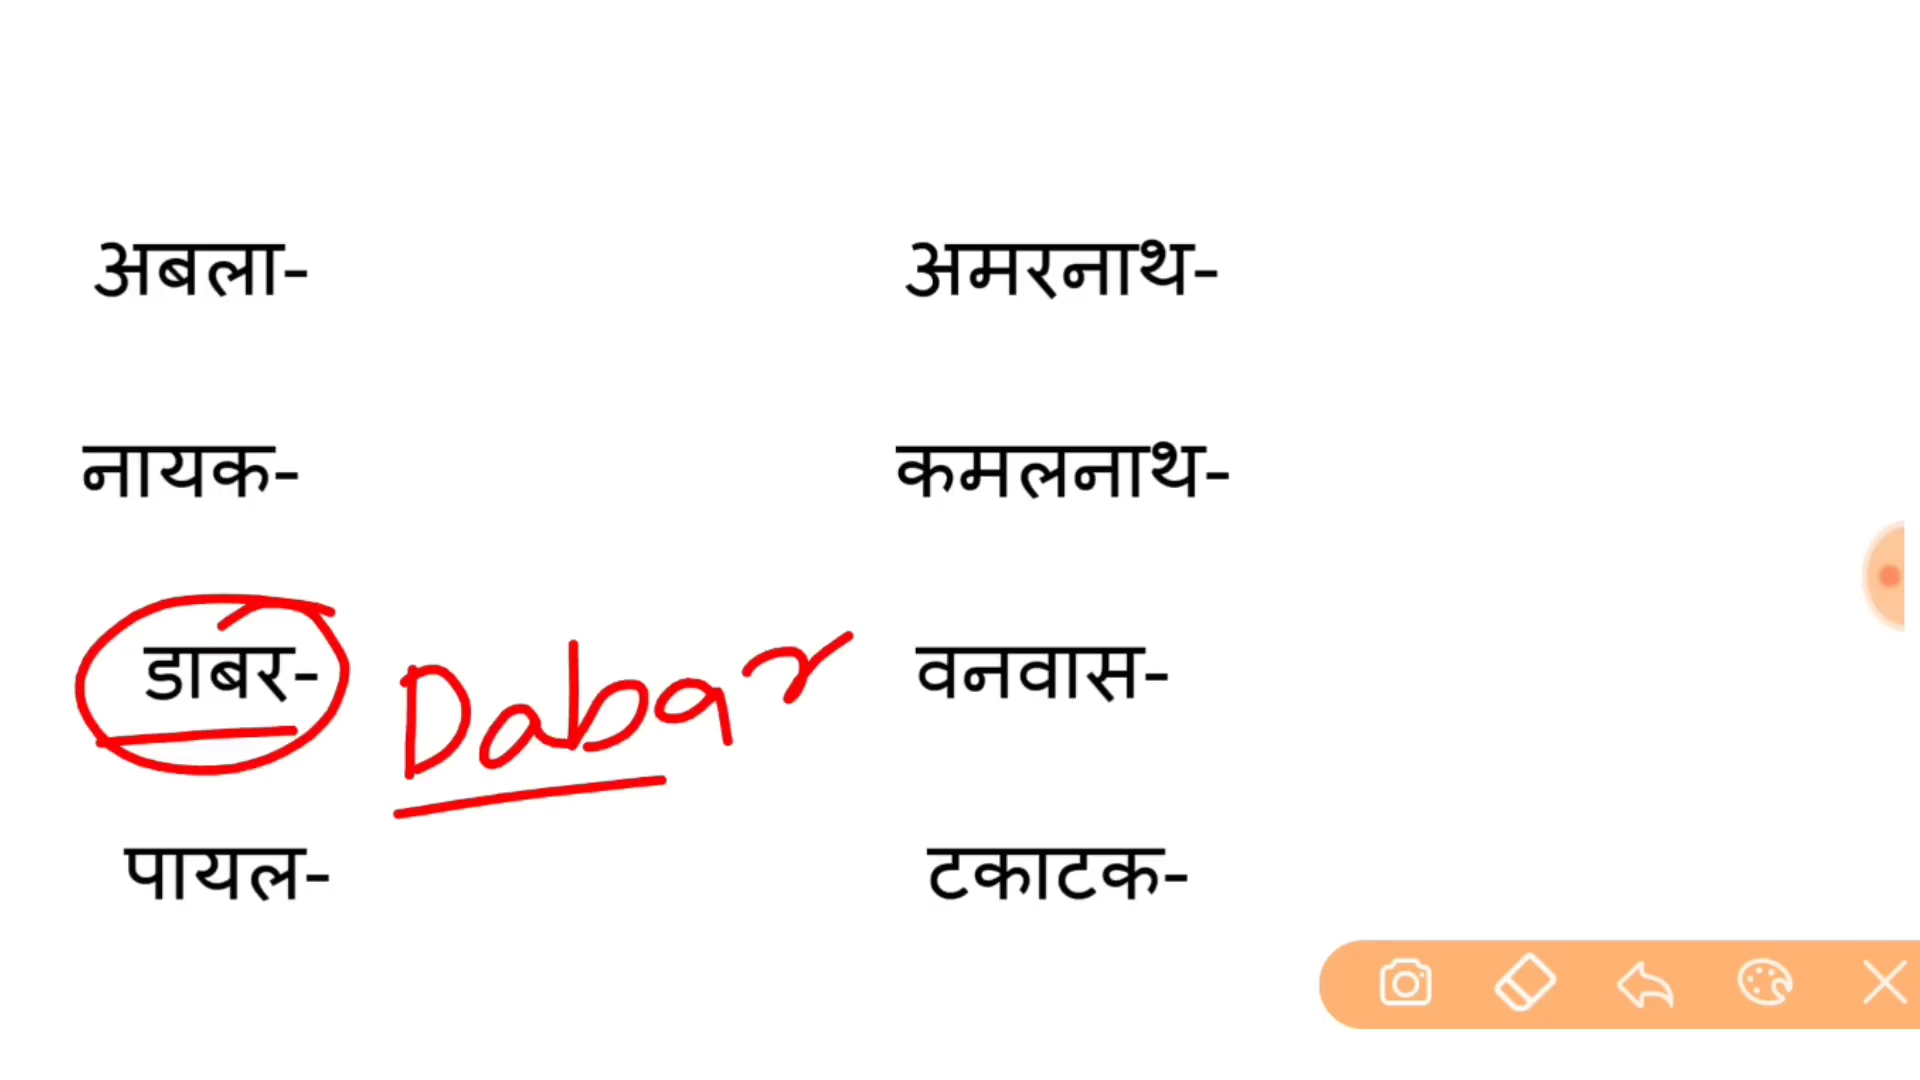 अबला- अमरनाथ-
नायक- कमलनाथ-
डाबर- Dabar वनवास-
पायल- टकाटक-